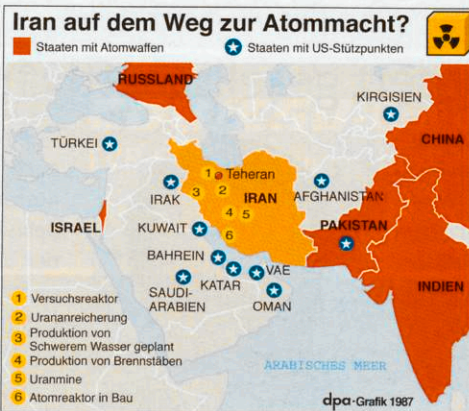 Iran auf dem Weg zur Atommacht?
Staaten mit Atomwaffen
Staaten mit US-Stützpunkten
RUSSLAND
KIRGISIEN
TÜRKEI
CHINA
1
Teheran
2
3
IRAK
IRAN
AFGHANISTAN
4
5
ISRAEL
KUWAIT
6
PAKISTAN
BAHREIN
VAE
KATAR
SAUDI-
ARABIEN
OMAN
INDIEN
1 Versuchsreaktor
2 Urananreicherung
3 Produktion von
Schwerem Wasser geplant
4 Produktion von Brennstäben
5 Uranmine
6 Atomreaktor in Bau
ARABISCHES MEER
dpa-Grafik 1987